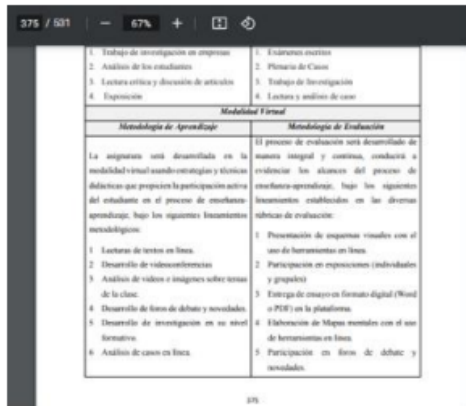 375 / 531 | — 67% +
1. Trabajo de investigación en empresas
2. Análisis de los estudiantes
3. Lectura crítica y discusión de artículos
4. Exposición
1. Exámenes escritos
2. Plenaria de Casos
3. Trabajo de Investigación
4. Lectura y análisis de caso
Modalidad Virtual
Metodología de Aprendizaje
La asignatura será desarrollada en la
modalidad virtual usando estrategias y técnicas
didácticas que propicien la participación activa
del estudiante en el proceso de enseñanza-
aprendizaje, bajo los siguientes lineamientos
metodológicos:
1 Lecturas de textos en línea.
2 Desarrollo de videoconferencias
3 Análisis de videos e imágenes sobre temas
de la clase.
4 Desarrollo de foros de debate y novedades.
5 Desarrollo de investigación en su nivel
formativo.
6 Análisis de casos en línea.
Metodología de Evaluación
El proceso de evaluación será desarrollado de
manera integral y continua, conducirá a
evidenciar los alcances del proceso de
enseñanza-aprendizaje, bajo los siguientes
lineamientos establecidos en las diversas
rúbricas de evaluación:
1 Presentación de esquemas visuales con el
uso de herramientas en línea.
2 Participación en exposiciones (individuales
y grupales)
3 Entrega de ensayo en formato digital (Word
o PDF) en la plataforma.
4 Elaboración de Mapas mentales con el uso
de herramientas en línea.
5 Participación en foros de debate y
novedades.
375